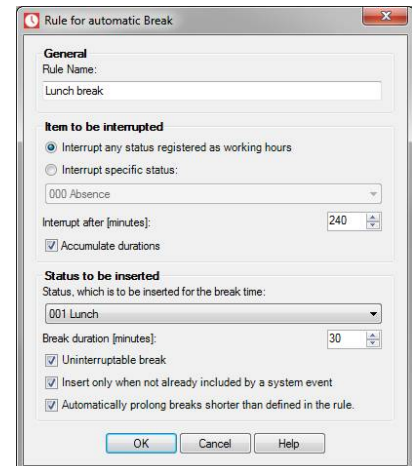 Rule for automatic Break
General
Rule Name:
Lunch break
Item to be interrupted
Interrupt any status registered as working hours
Interrupt specific status:
000 Absence
Interrupt after [minutes]:
240
Accumulate durations
Status to be inserted
Status, which is to be inserted for the break time:
001 Lunch
Break duration [minutes]:
30
Uninterruptable break
Insert only when not already included by a system event
Automatically prolong breaks shorter than defined in the rule.
OK
Cancel
Help